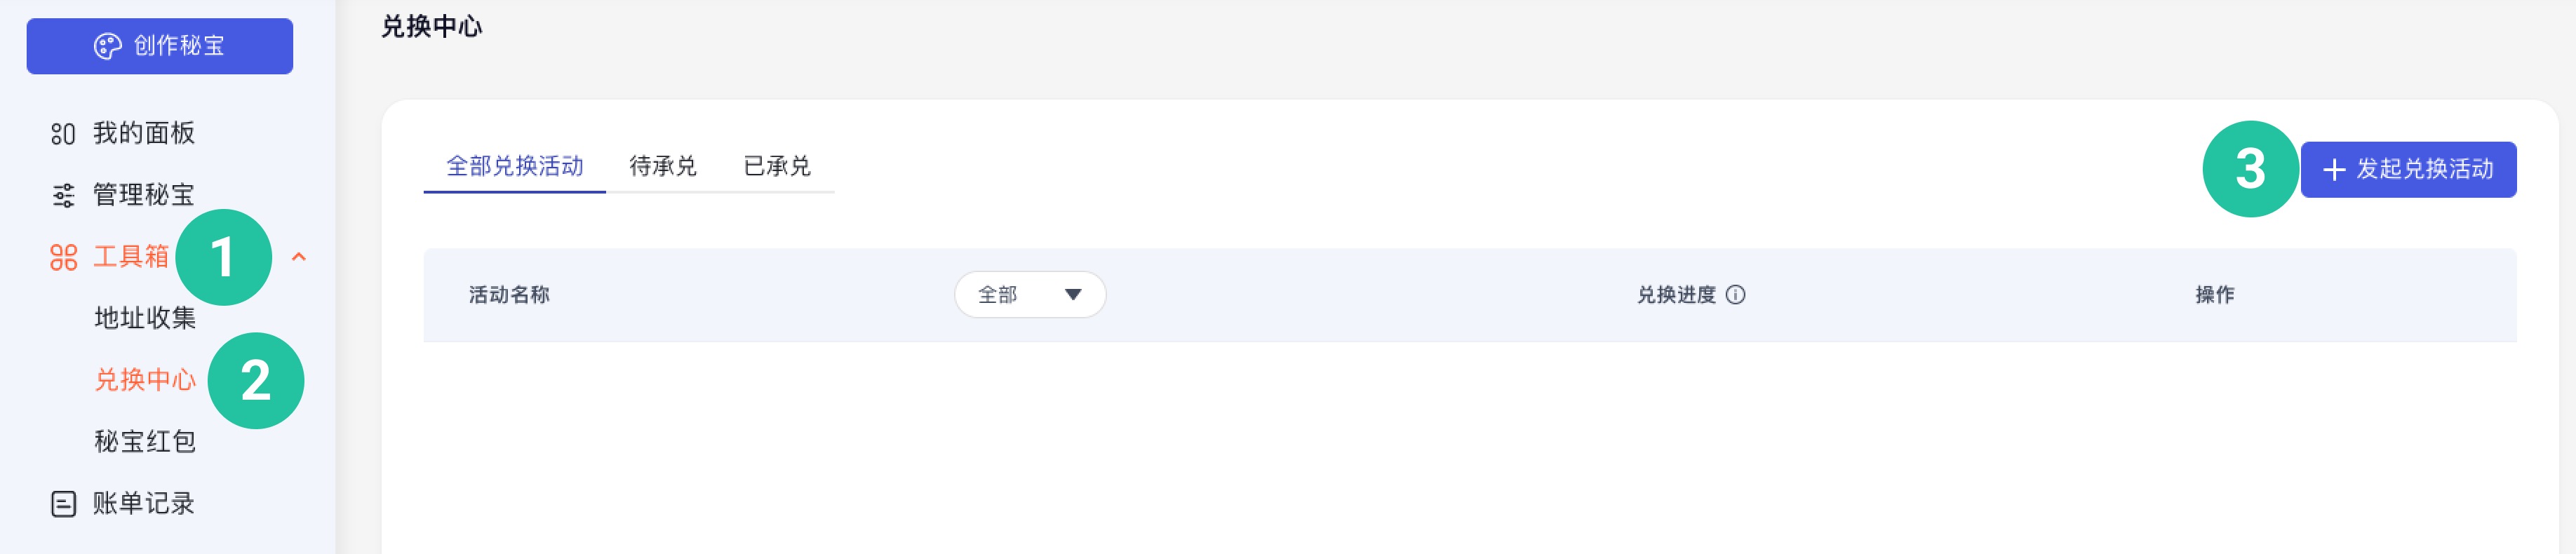 创作秘宝
我的面板
管理秘宝
工具箱 1
地址收集
兑换中心 2
秘宝红包
账单记录
兑换中心
全部兑换活动 待承兑 已承兑
3 发起兑换活动
活动名称 全部 兑换进度 操作